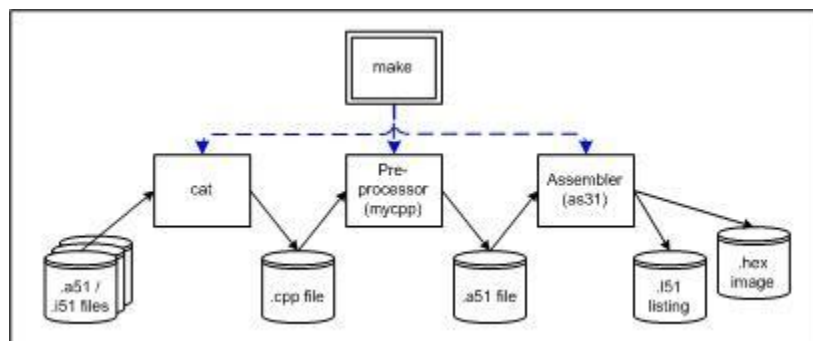 make
cat
Pre-
processor
(mycpp)
Assembler
(as31)
.a51 /
.i51 files
.cpp file
.a51 file
.l51
listing
.hex
image